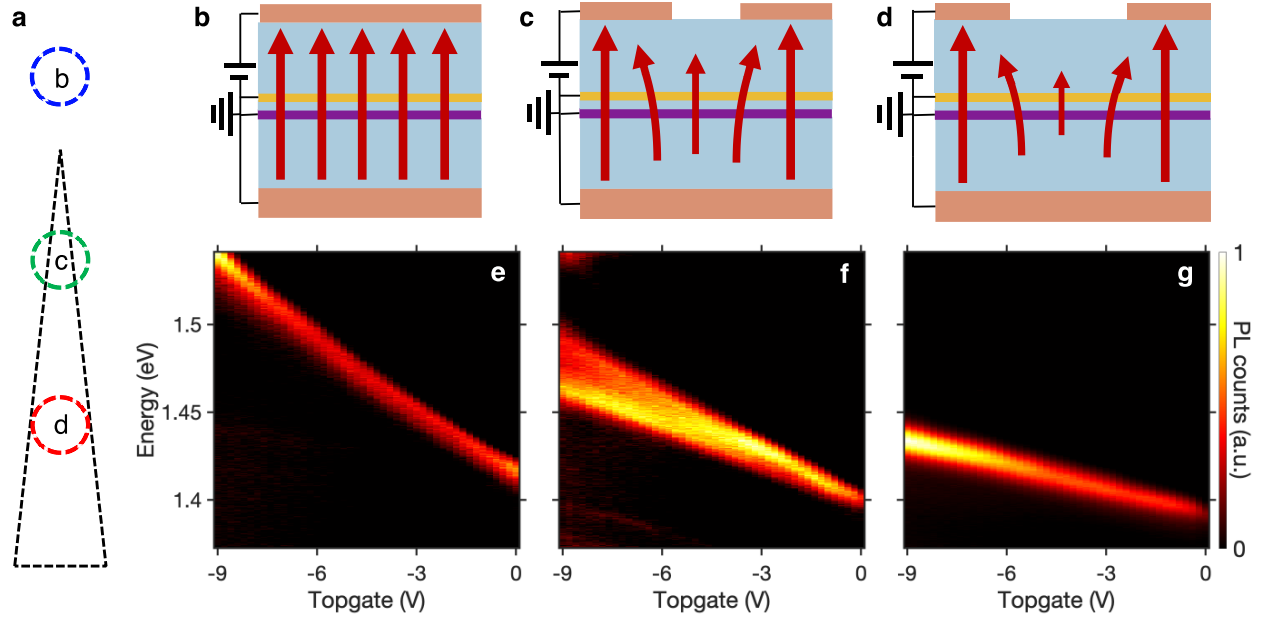 a
b
c
d
b
c
d
e
f
g
Energy (eV)
1.5
1.45
1.4
-9
-6
-3
0
Topgate (V)
-9
-6
-3
0
Topgate (V)
-9
-6
-3
0
Topgate (V)
1
0
PL counts (a.u.)